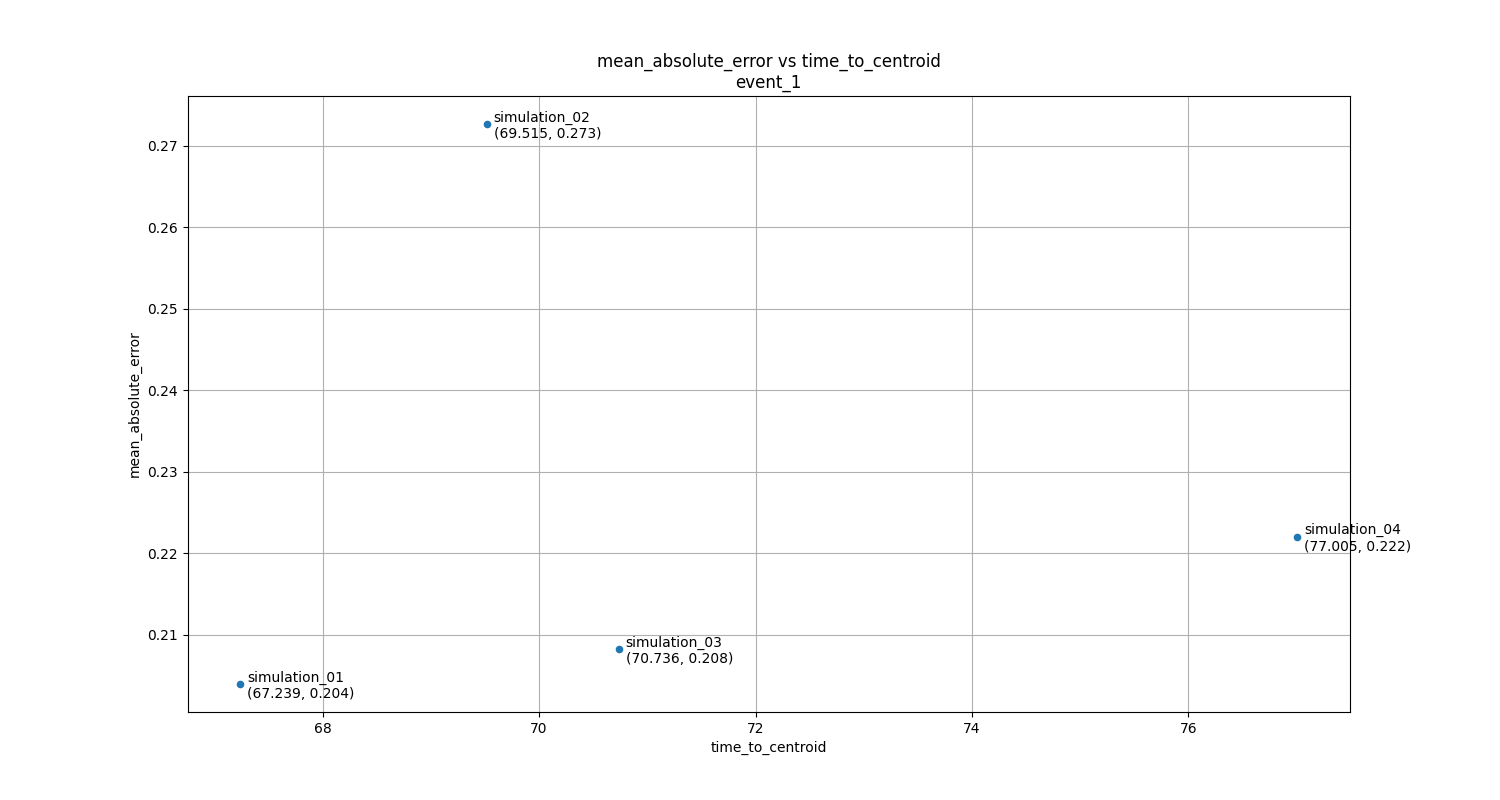 mean_absolute_error vs time_to_centroid
event_1
simulation_02
(69.515, 0.273)
0.27
0.26
0.25
0.24
0.23
0.22
0.21
mean_absolute_error
simulation_04
(77.005, 0.222)
simulation_03
(70.736, 0.208)
simulation_01
(67.239, 0.204)
68 70 72 74 76
time_to_centroid